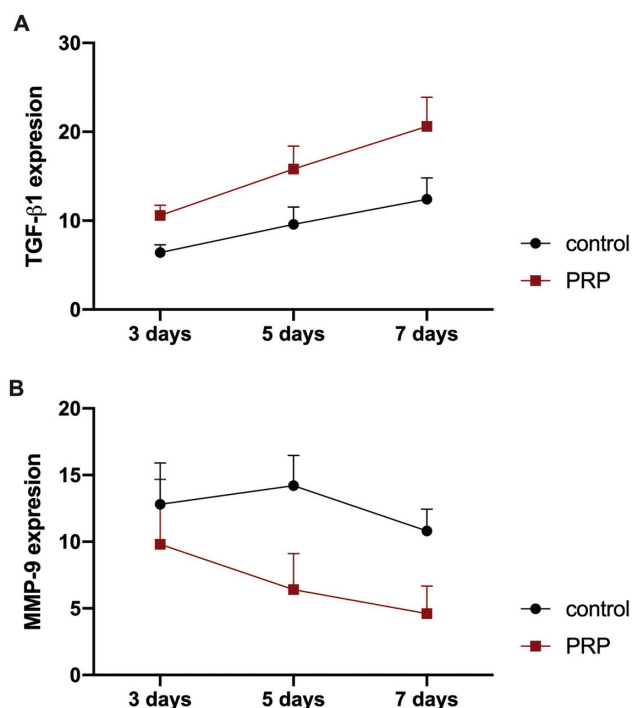 A
TGF-β1 expresion
30
20
10
0
3 days 5 days 7 days
control
PRP
B
MMP-9 expresion
20
15
10
5
0
3 days 5 days 7 days
control
PRP